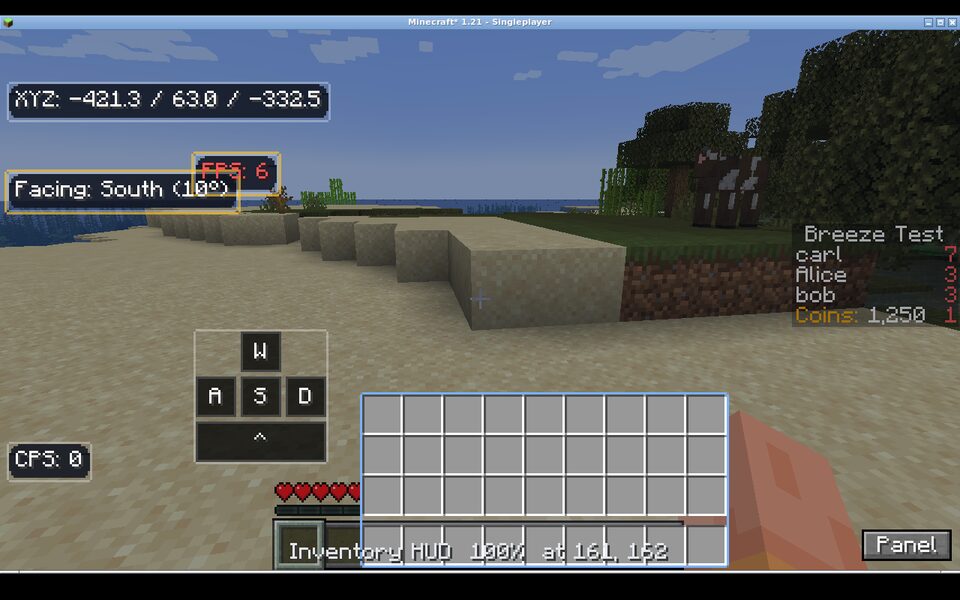 Minecraft* 1.21 - Singleplayer
XYZ: -421.3 / 63.0 / -332.5
FPS: 6
Facing: South (10°)
Breeze Test
carl 7
Alice 3
bob 3
Coins: 1,250 1
W
A S D
^
CPS: 0
Inventory HUD 100% at 161, 162
Panel